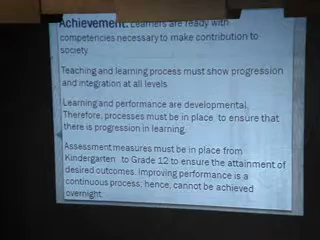 Achievement: Learners are ready with
competencies necessary to make contribution to
society
Teaching and learning process must show progression
and integration at all levels
Learning and performance are developmental.
Therefore, processes must be in place to ensure that
there is progression in learning.
Assessment measures must be in place from
Kindergarten to Grade 12 to ensure the attainment of
desired outcomes. Improving performance is a
continuous process; hence, cannot be achieved
overnight.